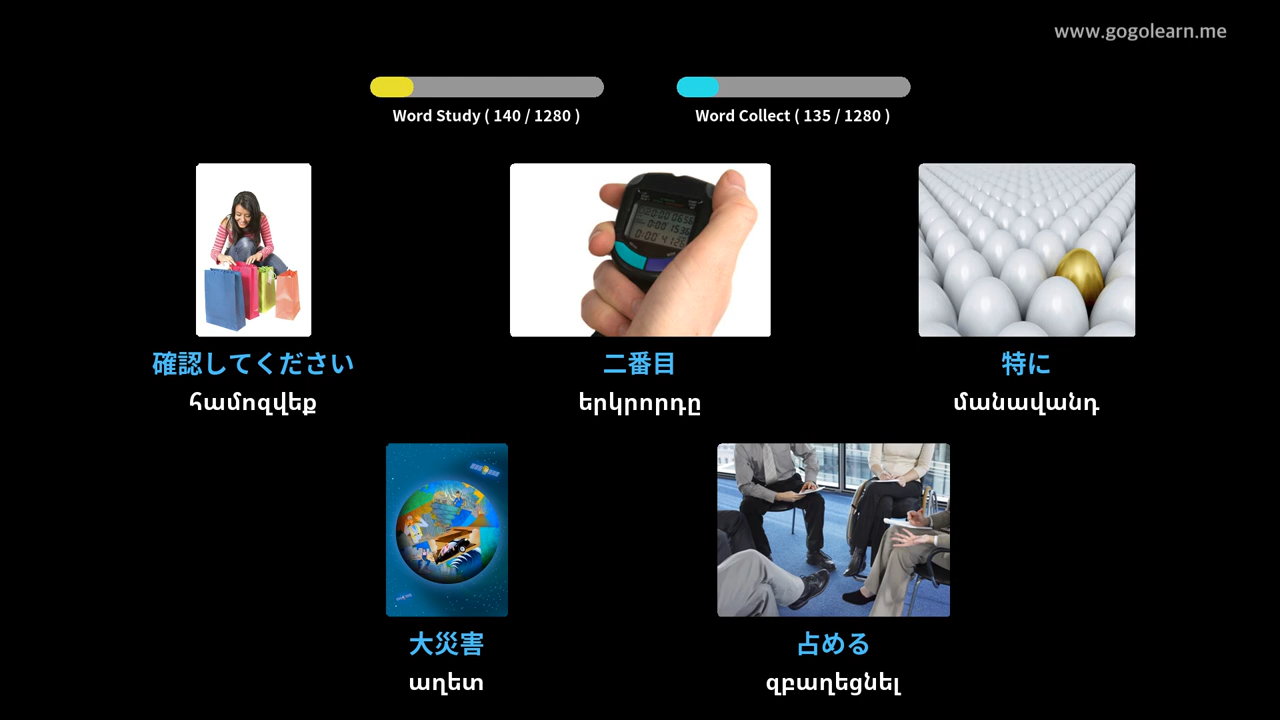 www.gogolearn.me
Word Study ( 140 / 1280 )
Word Collect ( 135 / 1280 )
確認してください
համոզվեք
二番目
երկրորդը
特に
մանավանդ
大災害
աղետ
占める
զբաղեցնել